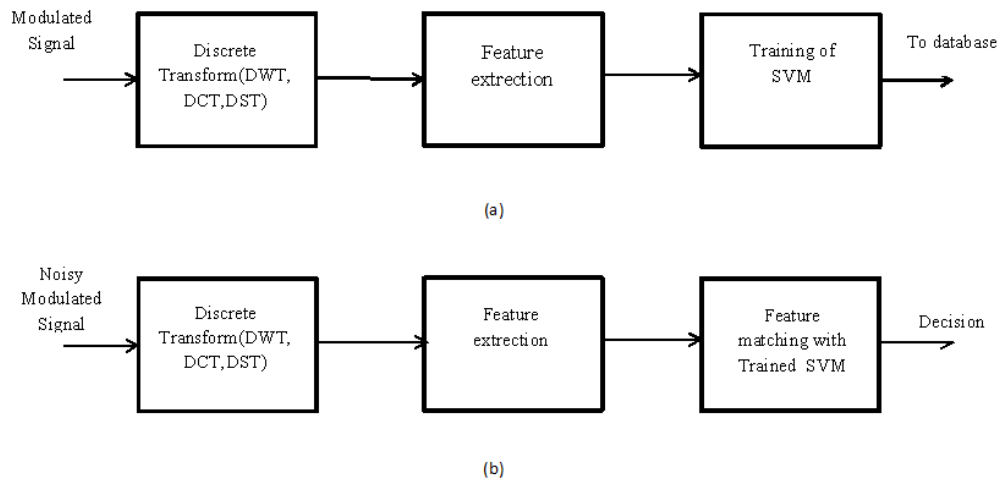 Modulated
Signal
Discrete
Transform(DWT,
DCT,DST)
Feature
extrection
Training of
SVM
To database
(a)
Noisy
Modulated
Signal
Discrete
Transform(DWT,
DCT,DST)
Feature
extrection
Feature
matching with
Trained SVM
Decision
(b)